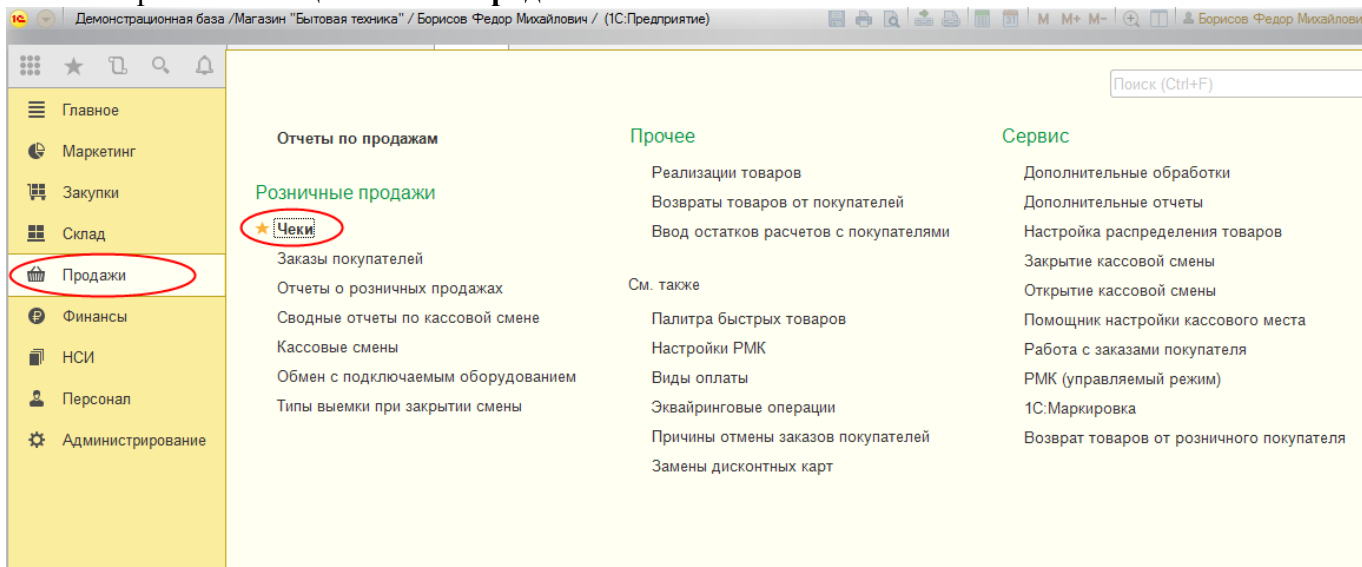 Демонстрационная база /Магазин "Бытовая техника" / Борисов Федор Михайлович / (1С:Предприятие)
M M+ M-
Борисов Федор Михайлови
Поиск (Ctrl+F)
Главное
Маркетинг
Закупки
Склад
Продажи
Финансы
НСИ
Персонал
Администрирование
Отчеты по продажам
Розничные продажи
Чеки
Заказы покупателей
Отчеты о розничных продажах
Сводные отчеты по кассовой смене
Кассовые смены
Обмен с подключаемым оборудованием
Типы выемки при закрытии смены
Прочее
Реализации товаров
Возвраты товаров от покупателей
Ввод остатков расчетов с покупателями
См. также
Палитра быстрых товаров
Настройки РМК
Виды оплаты
Эквайринговые операции
Причины отмены заказов покупателей
Замены дисконтных карт
Сервис
Дополнительные обработки
Дополнительные отчеты
Настройка распределения товаров
Закрытие кассовой смены
Открытие кассовой смены
Помощник настройки кассового места
Работа с заказами покупателя
РМК (управляемый режим)
1С:Маркировка
Возврат товаров от розничного покупателя